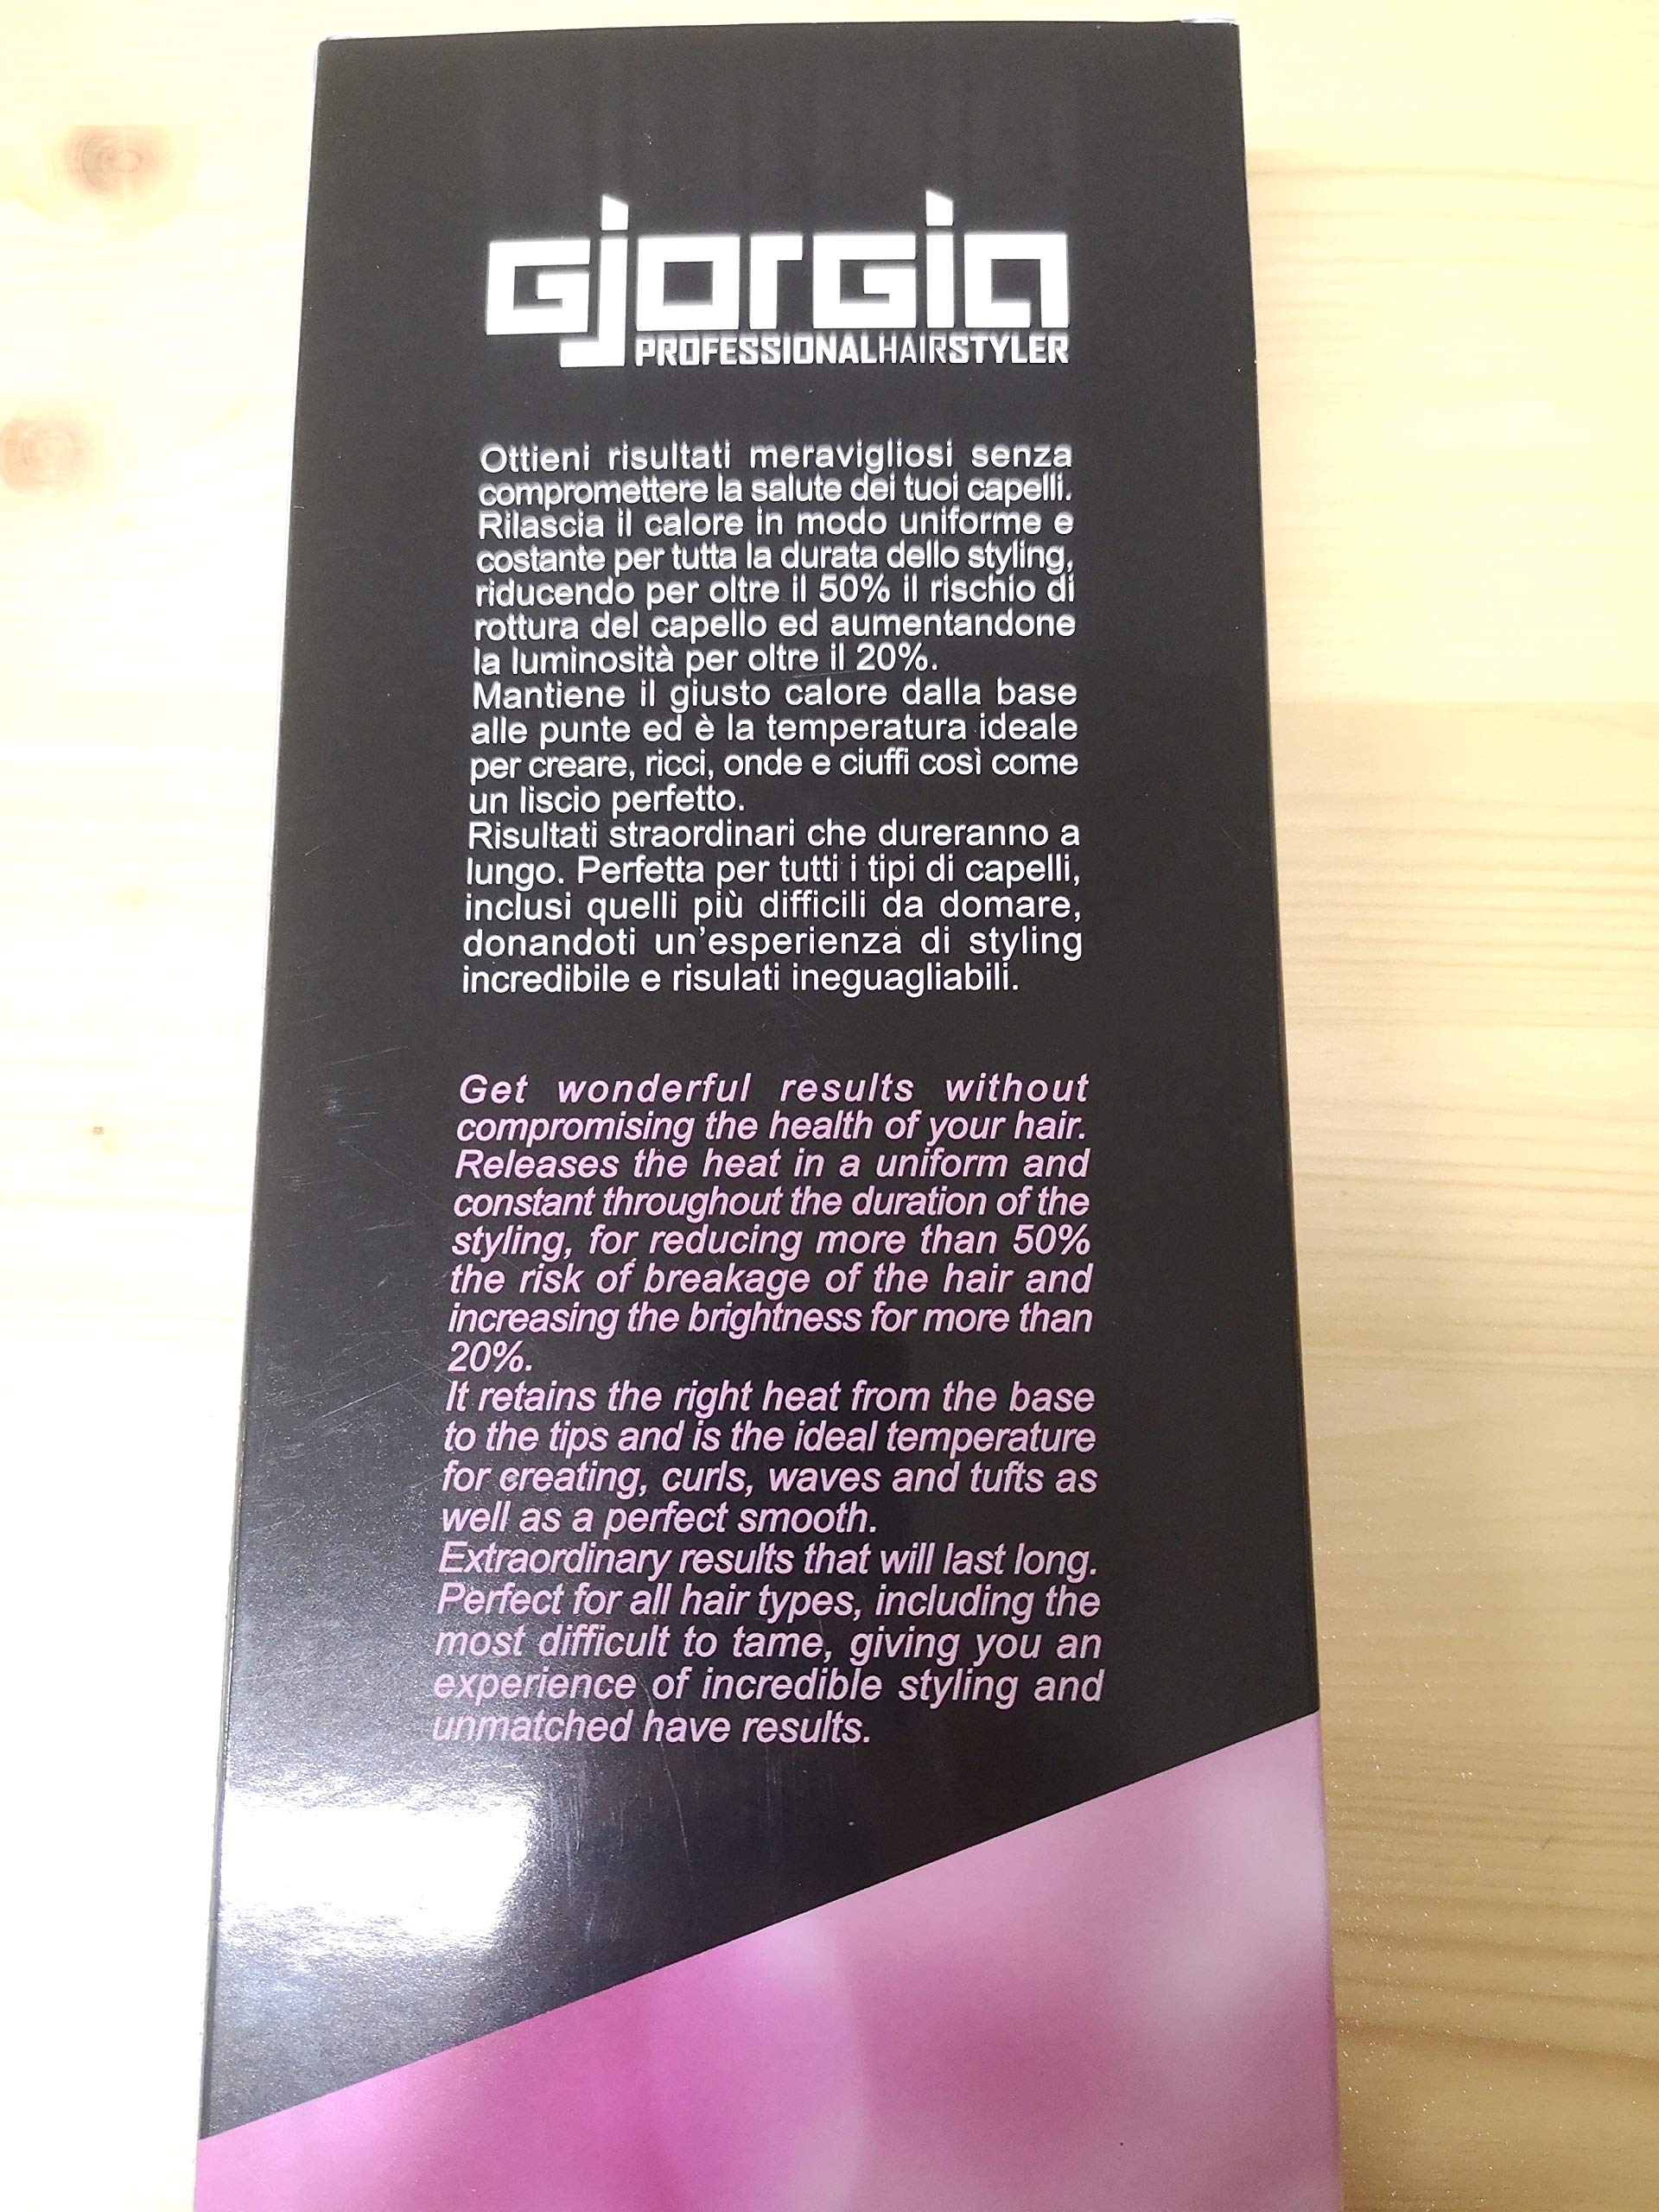 Gjorgia
PROFESSIONALHAIRSTYLER
Ottieni risultati meravigliosi senza
compromettere la salute dei tuoi capelli.
Rilascia il calore in modo uniforme e
costante per tutta la durata dello styling,
riducendo per oltre il 50% il rischio di
rottura del capello ed aumentandone
la luminosità per oltre il 20%.
Mantiene il giusto calore dalla base
alle punte ed è la temperatura ideale
per creare, ricci, onde e ciuffi così come
un liscio perfetto.
Risultati straordinari che dureranno a
lungo. Perfetta per tutti i tipi di capelli,
inclusi quelli più difficili da domare,
donandoti un'esperienza di styling
incredibile e risulati ineguagliabili.
Get wonderful results without
compromising the health of your hair.
Releases the heat in a uniform and
constant throughout the duration of the
styling, for reducing more than 50%
the risk of breakage of the hair and
increasing the brightness for more than
20%.
It retains the right heat from the base
to the tips and is the ideal temperature
for creating, curls, waves and tufts as
well as a perfect smooth.
Extraordinary results that will last long.
Perfect for all hair types, including the
most difficult to tame, giving you an
experience of incredible styling and
unmatched have results.